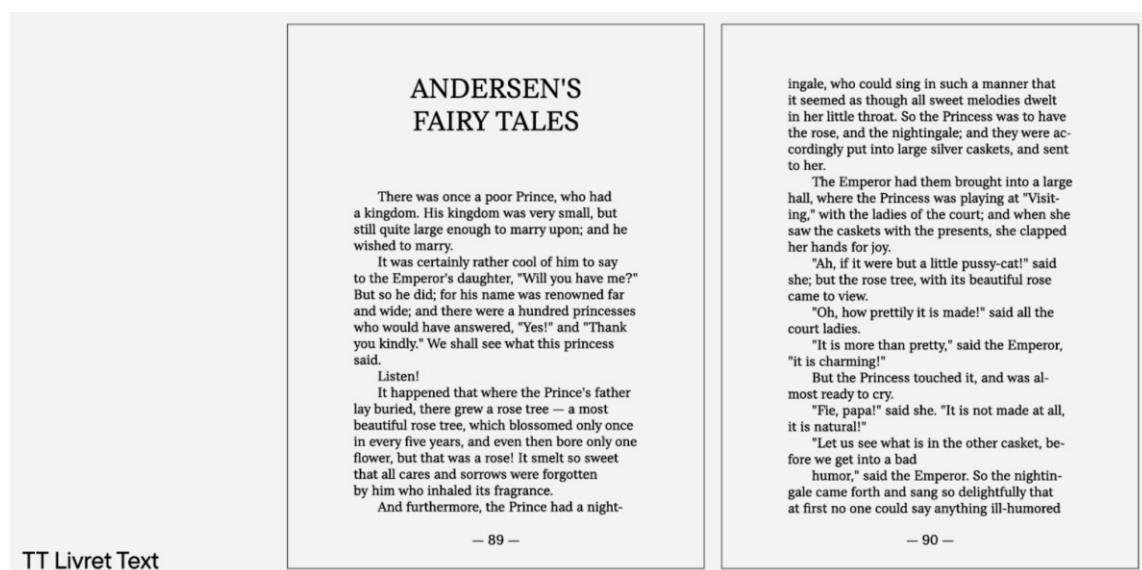 ANDERSEN'S
FAIRY TALES
There was once a poor Prince, who had
a kingdom. His kingdom was very small, but
still quite large enough to marry upon; and he
wished to marry.
It was certainly rather cool of him to say
to the Emperor's daughter, "Will you have me?"
But so he did; for his name was renowned far
and wide; and there were a hundred princesses
who would have answered, "Yes!" and "Thank
you kindly." We shall see what this princess
said.
Listen!
It happened that where the Prince's father
lay buried, there grew a rose tree — a most
beautiful rose tree, which blossomed only once
in every five years, and even then bore only one
flower, but that was a rose! It smelt so sweet
that all cares and sorrows were forgotten
by him who inhaled its fragrance.
And furthermore, the Prince had a night-
— 89 —
ingale, who could sing in such a manner that
it seemed as though all sweet melodies dwelt
in her little throat. So the Princess was to have
the rose, and the nightingale; and they were ac-
cordingly put into large silver caskets, and sent
to her.
The Emperor had them brought into a large
hall, where the Princess was playing at "Visit-
ing," with the ladies of the court; and when she
saw the caskets with the presents, she clapped
her hands for joy.
"Ah, if it were but a little pussy-cat!" said
she; but the rose tree, with its beautiful rose
came to view.
"Oh, how prettily it is made!" said all the
court ladies.
"It is more than pretty," said the Emperor,
"it is charming!"
But the Princess touched it, and was al-
most ready to cry.
"Fie, papa!" said she. "It is not made at all,
it is natural!"
"Let us see what is in the other casket, be-
fore we get into a bad
humor," said the Emperor. So the nightin-
gale came forth and sang so delightfully that
at first no one could say anything ill-humored
— 90 —
TT Livret Text